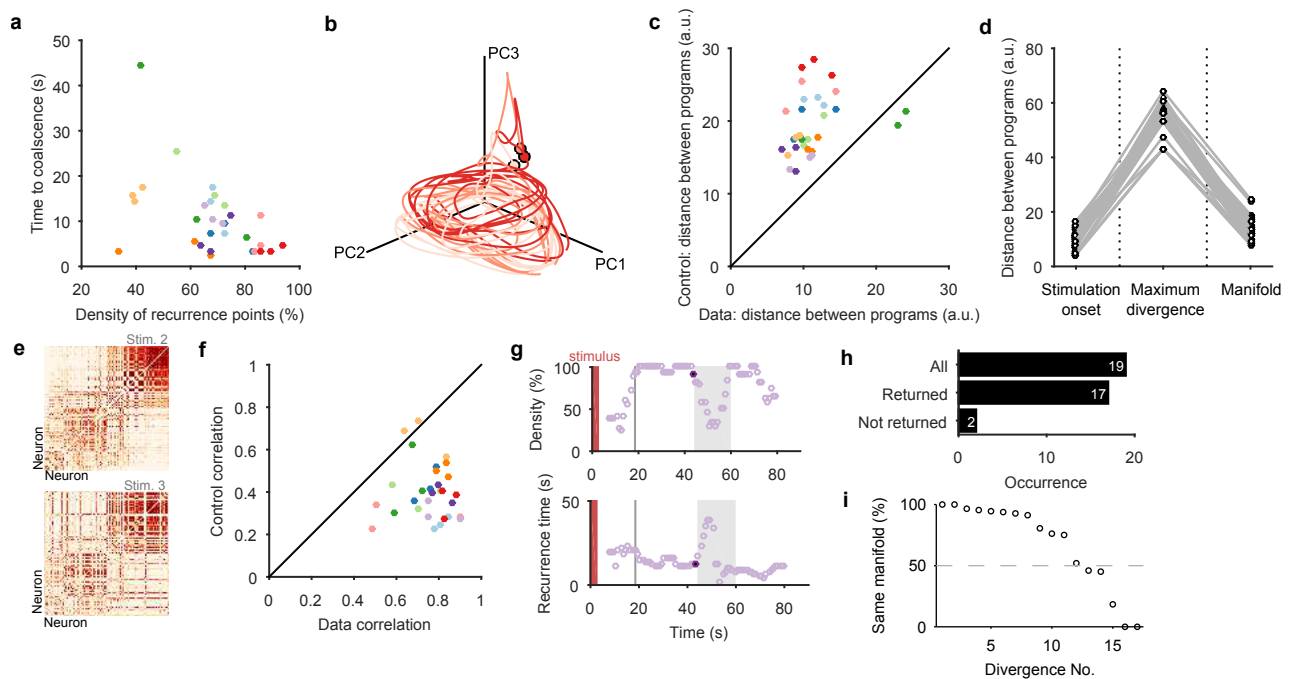 a
50
40
30
20
10
0
0
20
40
60
80
100
Time to coalscence (s)
Density of recurrence points (%)
b
PC3
PC2
PC1
c
30
20
10
0
0
10
20
30
Control: distance between programs (a.u.)
Data: distance between programs (a.u.)
d
80
60
40
20
0
Distance between programs (a.u.)
Stimulation onset
Maximum divergence
Manifold
e
Stim. 2
Neuron
Neuron
Stim. 3
Neuron
Neuron
f
1
0.8
0.6
0.4
0.2
0
0
0.2
0.4
0.6
0.8
1
Control correlation
Data correlation
g
stimulus
100
50
0
Density (%)
0
20
40
60
80
50
0
Recurrence time (s)
0
20
40
60
80
Time (s)
h
All
19
Returned
17
Not returned
2
0
10
20
Occurrence
i
100
50
0
Same manifold (%)
5
10
15
Divergence No.